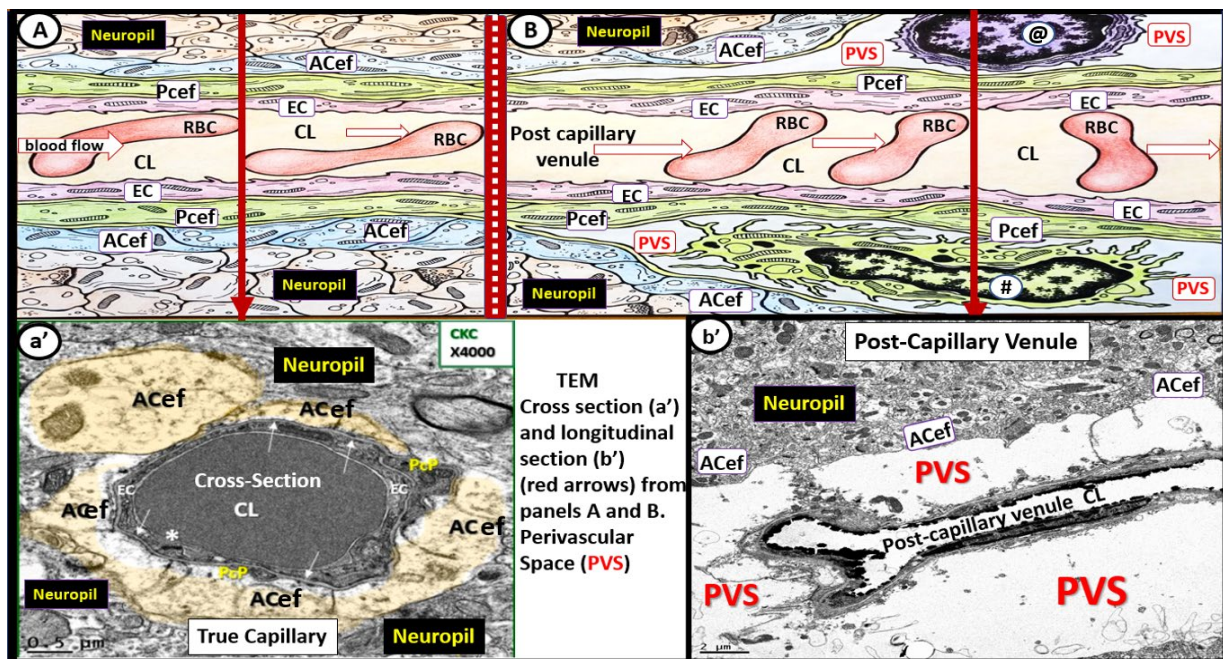 A
Neuropil
ACef
Pcef
EC
RBC
CL
blood flow
RBC
CL
EC
Pcef
ACef
ACef
Neuropil
B
Neuropil
ACef
PVS
@
PVS
Pcef
EC
EC
Post capillary
venule
RBC
RBC
RBC
CL
CL
EC
EC
Pcef
Pcef
PVS
#
PVS
Neuropil
ACef
a’
CKC
X4000
Neuropil
ACef
ACef
PcP
EC
Cross-Section
CL
EC
ACef
ACef
*
PcP
ACef
Neuropil
0.5 µm
True Capillary
Neuropil
TEM
Cross section (a’)
and longitudinal
section (b’)
(red arrows) from
panels A and B.
Perivascular
Space (PVS)
b’
Post-Capillary Venule
Neuropil
ACef
ACef
ACef
PVS
Post-capillary venule CL
PVS
PVS
2 µm